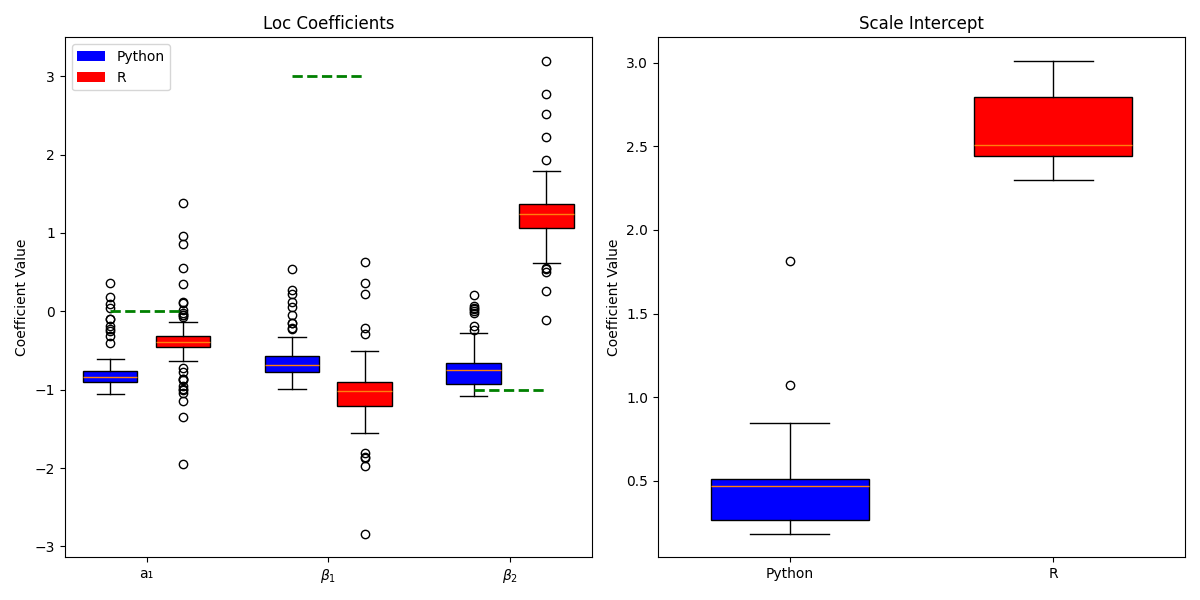 Loc Coefficients
Python
R
Coefficient Value
3
2
1
0
−1
−2
−3
a₁
β₁
β₂
Scale Intercept
Coefficient Value
3.0
2.5
2.0
1.5
1.0
0.5
Python
R